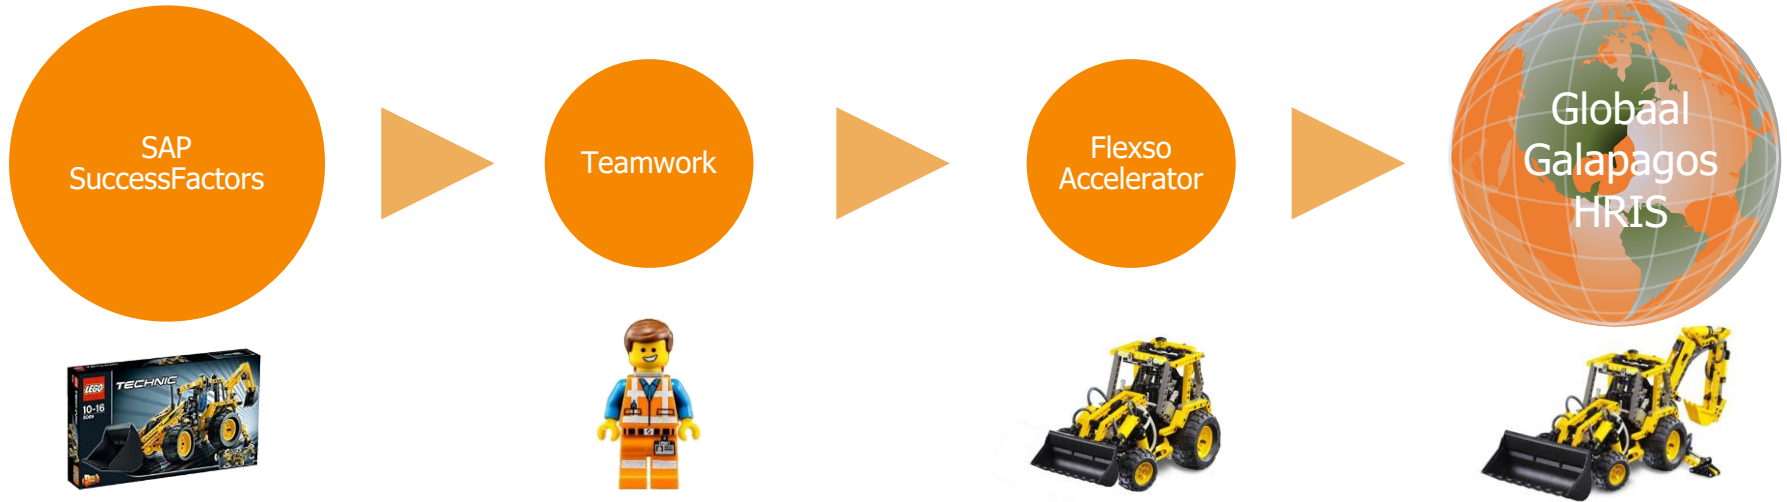 SAP
SuccessFactors
Teamwork
Flexso
Accelerator
Globaal
Galapagos
HRIS
LEGO
TECHNIC
10-16